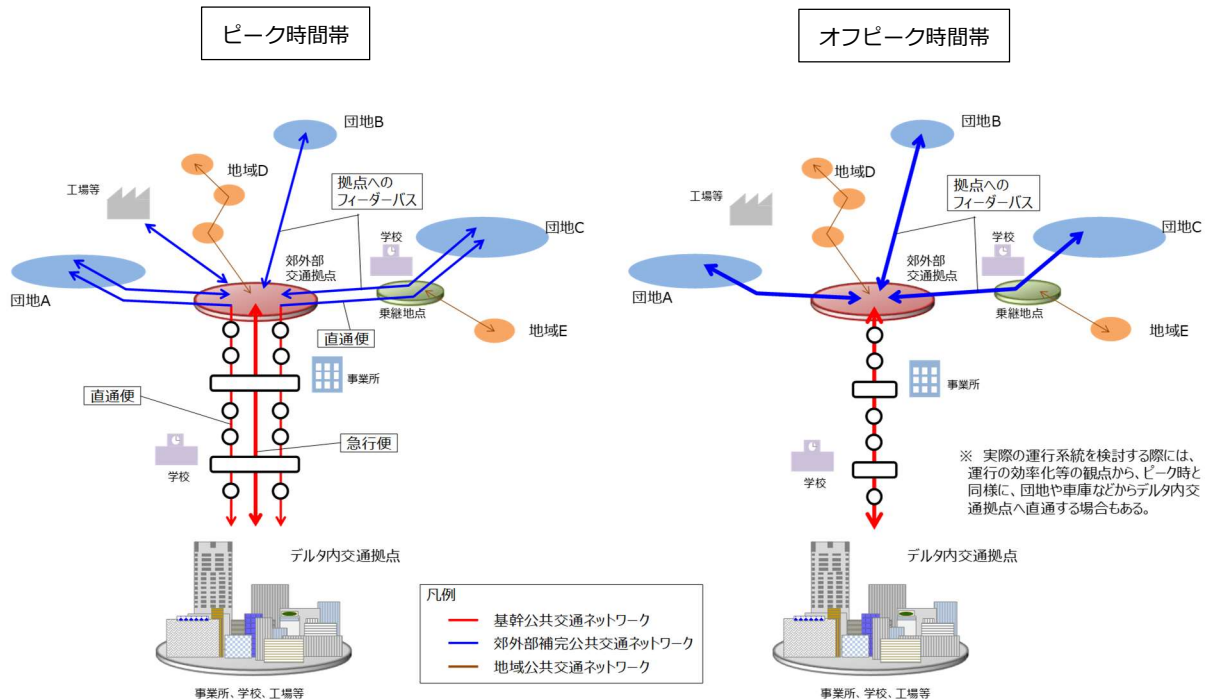 ピーク時間帯
団地B
地域D
工場等
拠点への
フィーダーバス
学校
団地C
郊外部
交通拠点
団地A
乗継地点
直通便
地域E
事業所
直通便
急行便
学校
デルタ内交通拠点
事業所、学校、工場等
オフピーク時間帯
団地B
地域D
工場等
拠点への
フィーダーバス
学校
団地C
郊外部
交通拠点
団地A
乗継地点
地域E
事業所
学校
※ 実際の運行系統を検討する際には、
運行の効率化等の観点から、ピーク時と
同様に、団地や車庫などからデルタ内交
通拠点へ直通する場合もある。
デルタ内交通拠点
事業所、学校、工場等
凡例
基幹公共交通ネットワーク
郊外部補完公共交通ネットワーク
地域公共交通ネットワーク